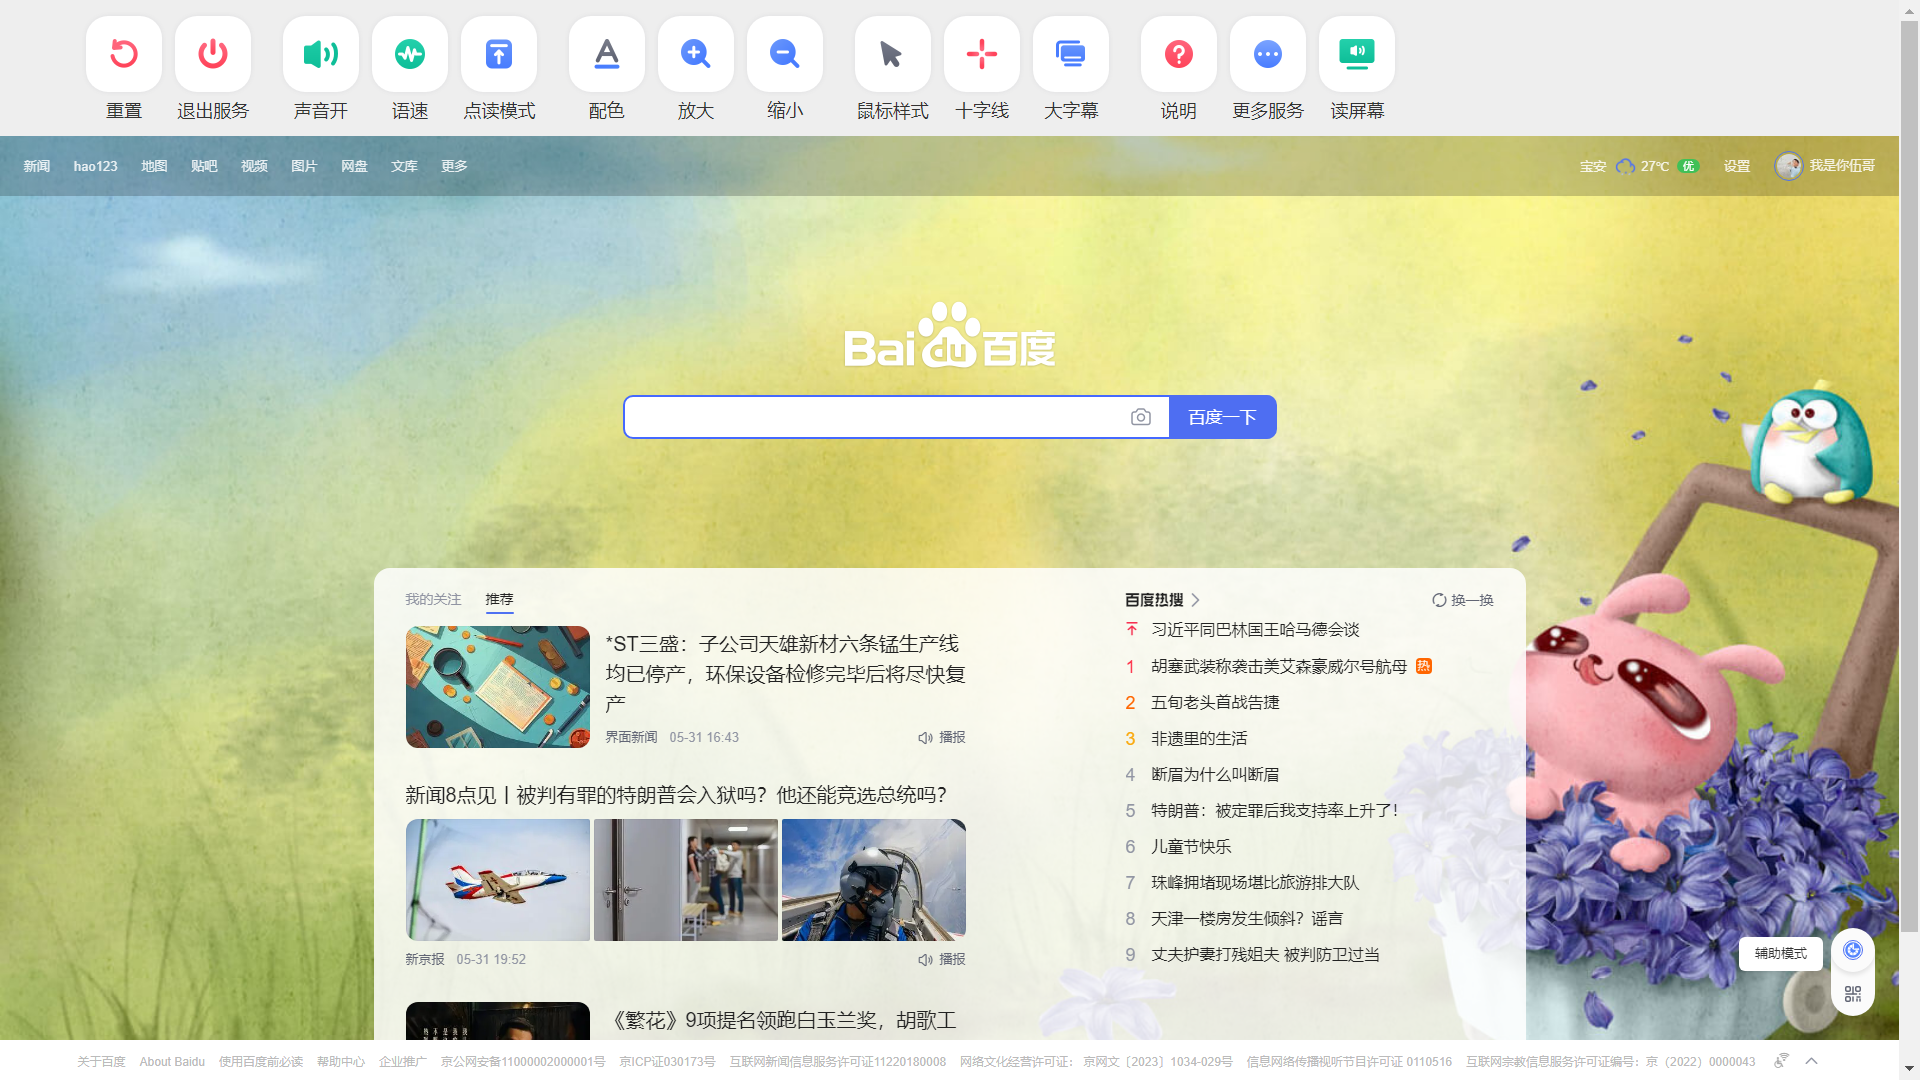 重置 退出服务 声音开 语速 点读模式 配色 放大 缩小 鼠标样式 十字线 大字幕 说明 更多服务 读屏幕
新闻 hao123 地图 贴吧 视频 图片 网盘 文库 更多 宝安 27℃ 优 设置 我是你伍哥
Bai du 百度
百度一下
我的关注 推荐
*ST三盛：子公司天雄新材六条锰生产线
均已停产，环保设备检修完毕后将尽快复
产
界面新闻 05-31 16:43 播报
新闻8点见丨被判有罪的特朗普会入狱吗？他还能竞选总统吗？
新京报 05-31 19:52 播报
《繁花》9项提名领跑白玉兰奖，胡歌工
百度热搜 换一换
习近平同巴林国王哈马德会谈
1 胡塞武装称袭击美艾森豪威尔号航母 热
2 五旬老头首战告捷
3 非遗里的生活
4 断眉为什么叫断眉
5 特朗普：被定罪后我支持率上升了！
6 儿童节快乐
7 珠峰拥堵现场堪比旅游排大队
8 天津一楼房发生倾斜？谣言
9 丈夫护妻打残姐夫 被判防卫过当
辅助模式
关于百度 About Baidu 使用百度前必读 帮助中心 企业推广 京公网安备11000002000001号 京ICP证030173号 互联网新闻信息服务许可证11220180008 网络文化经营许可证： 京网文〔2023〕1034-029号 信息网络传播视听节目许可证 0110516 互联网宗教信息服务许可证编号：京（2022）0000043